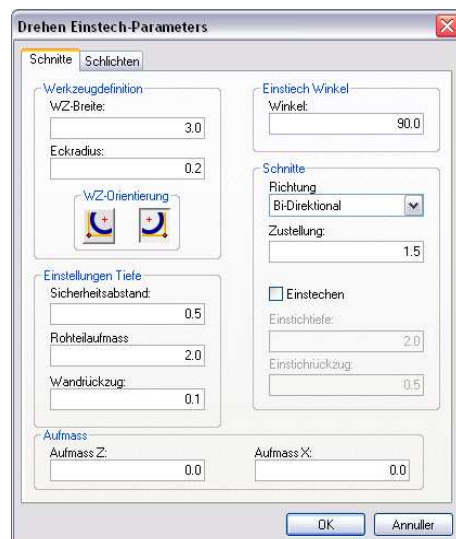 Drehen Einstech-Parameters
Schnitte
Schlichten
Werkzeugdefinition
WZ-Breite:
3.0
Eckradius:
0.2
WZ-Orientierung
Einstellungen Tiefe
Sicherheitsabstand:
0.5
Rohteilaufmass
2.0
Wandrückzug:
0.1
Einstiech Winkel
Winkel:
90.0
Schnitte
Richtung
Bi-Direktional
Zustellung:
1.5
Einstechen
Einstichtiefe:
2.0
Einstichrückzug:
0.5
Aufmass
Aufmass Z:
0.0
Aufmass X:
0.0
OK
Annuller